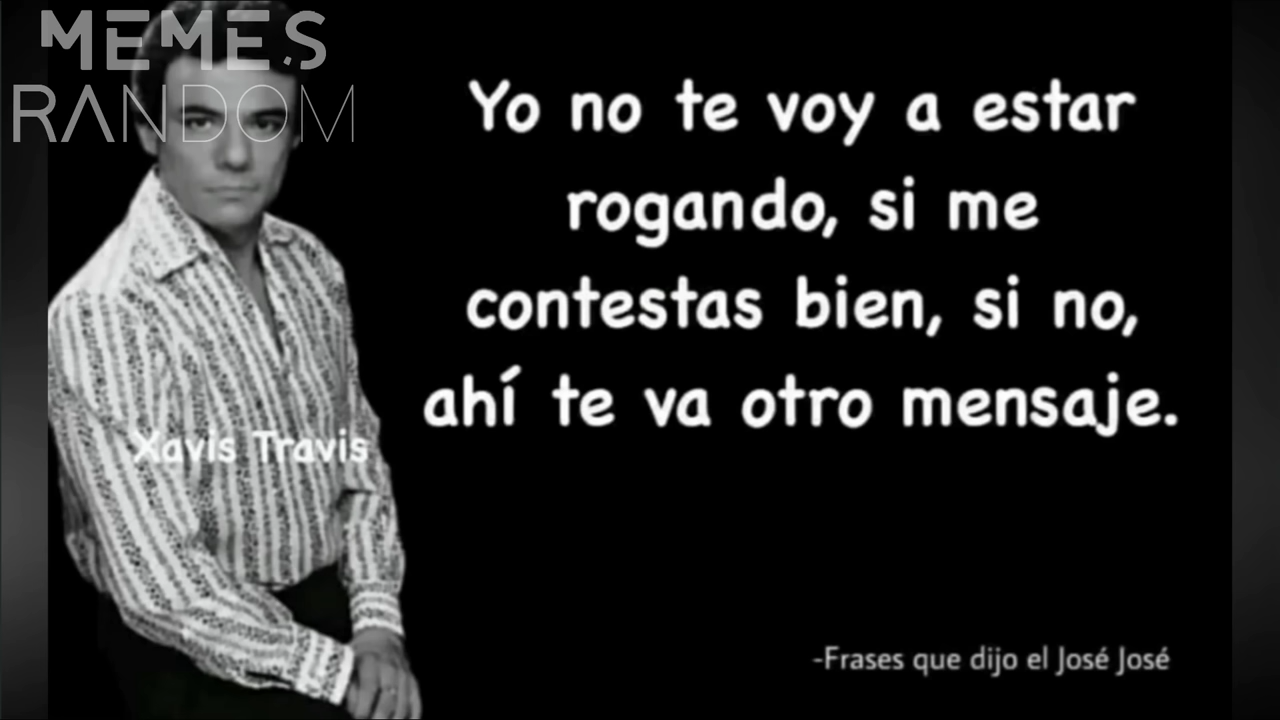 MEMES
RANDOM
Yo no te voy a estar
rogando, si me
contestas bien, si no,
ahí te va otro mensaje.
Xavis Travis
-Frases que dijo el José José